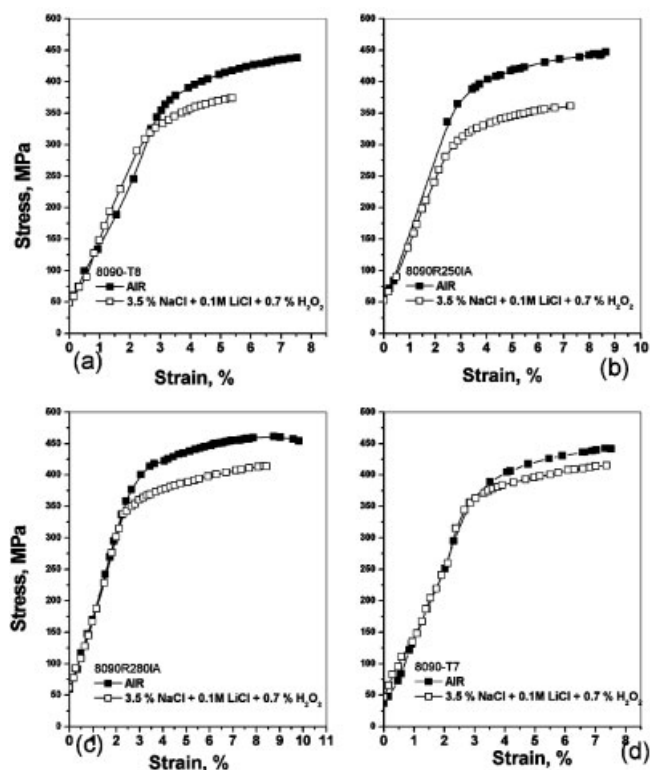 500
450
400
350
300
250
200
150
100
50
0
Stress, MPa
8090-T8
AIR
3.5 % NaCl + 0.1M LiCl + 0.7 % H₂O₂
0 1 2 3 4 5 6 7 8
(a)
Strain, %
500
450
400
350
300
250
200
150
100
50
0
8090R250IA
AIR
3.5 % NaCl + 0.1M LiCl + 0.7 % H₂O₂
0 1 2 3 4 5 6 7 8 9 10
(b)
Strain, %
500
450
400
350
300
250
200
150
100
50
0
Stress, MPa
8090R280IA
AIR
3.5 % NaCl + 0.1M LiCl + 0.7 % H₂O₂
0 1 2 3 4 5 6 7 8 9 10 11
(c)
Strain, %
500
450
400
350
300
250
200
150
100
50
0
8090-T7
AIR
3.5 % NaCl + 0.1M LiCl + 0.7 % H₂O₂
0 1 2 3 4 5 6 7 8
(d)
Strain, %